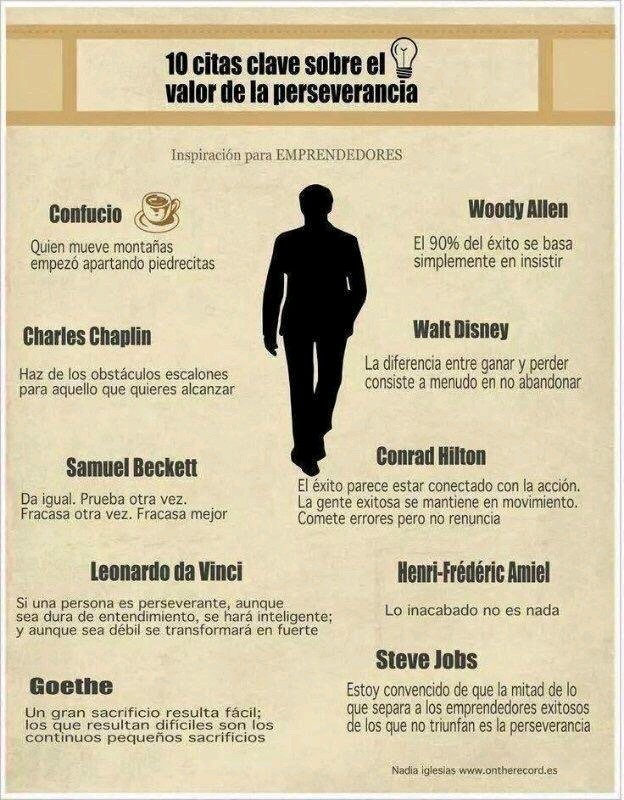 10 citas clave sobre el
valor de la perseverancia
Inspiración para EMPRENDEDORES
Confucio
Quien mueve montañas
empezó apartando piedrecitas
Woody Allen
El 90% del éxito se basa
simplemente en insistir
Charles Chaplin
Haz de los obstáculos escalones
para aquello que quieres alcanzar
Walt Disney
La diferencia entre ganar y perder
consiste a menudo en no abandonar
Samuel Beckett
Da igual. Prueba otra vez.
Fracasa otra vez. Fracasa mejor
Conrad Hilton
El éxito parece estar conectado con la acción.
La gente exitosa se mantiene en movimiento.
Comete errores pero no renuncia
Leonardo da Vinci
Si una persona es perseverante, aunque
sea dura de entendimiento, se hará inteligente;
y aunque sea débil se transformará en fuerte
Henri-Frédéric Amiel
Lo inacabado no es nada
Goethe
Un gran sacrificio resulta fácil;
los que resultan difíciles son los
continuos pequeños sacrificios
Steve Jobs
Estoy convencido de que la mitad de lo
que separa a los emprendedores exitosos
de los que no triunfan es la perseverancia
Nadia iglesias www.ontherecord.es